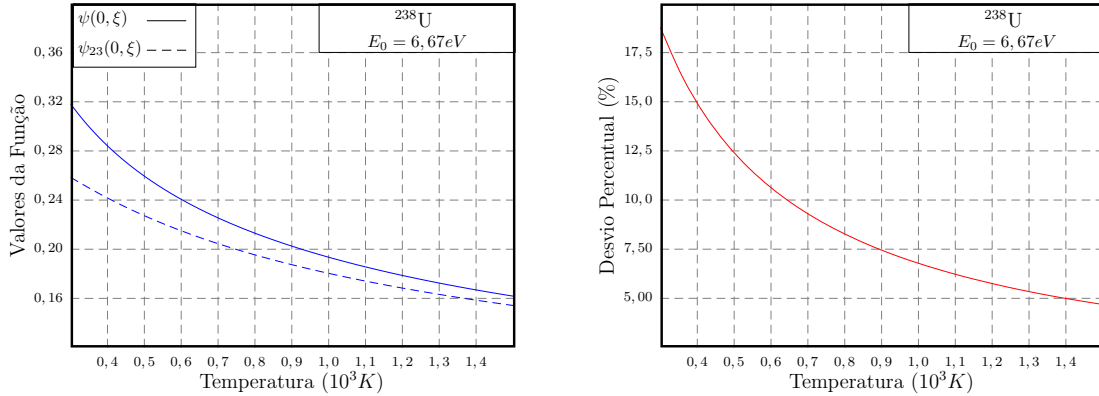 ψ(0, ξ)
ψ₂₃(0, ξ)
²³⁸U
E₀ = 6, 67eV
Valores da Função
0, 36
0, 32
0, 28
0, 24
0, 20
0, 16
0, 4 0, 5 0, 6 0, 7 0, 8 0, 9 1, 0 1, 1 1, 2 1, 3 1, 4
Temperatura (10³K)
²³⁸U
E₀ = 6, 67eV
Desvio Percentual (%)
17, 5
15, 0
12, 5
10, 0
7, 50
5, 00
0, 4 0, 5 0, 6 0, 7 0, 8 0, 9 1, 0 1, 1 1, 2 1, 3 1, 4
Temperatura (10³K)